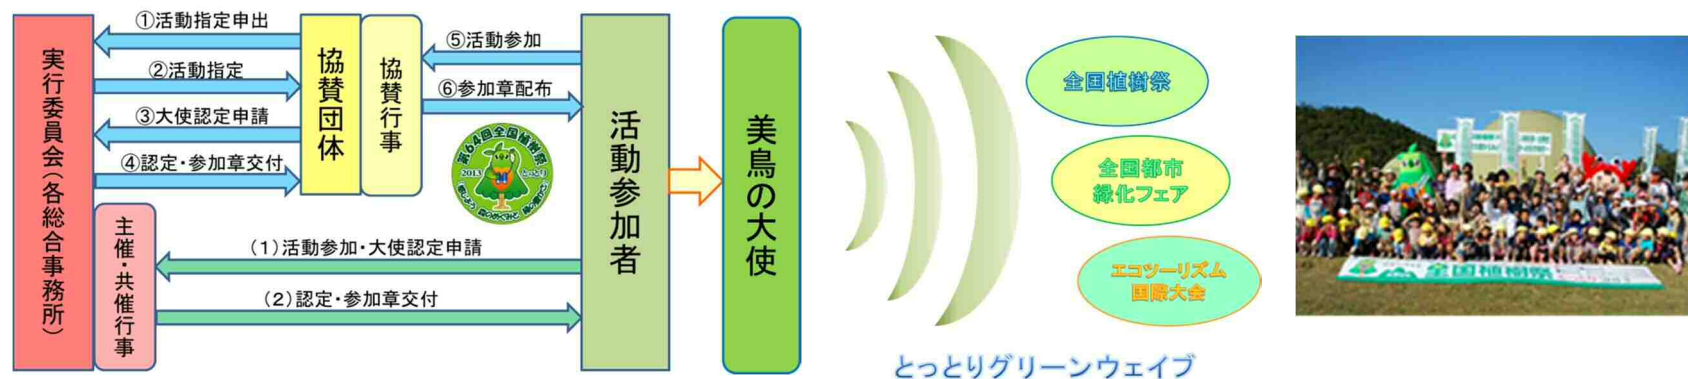 実行委員会(各総合事務所)
①活動指定申出
②活動指定
③大使認定申請
④認定・参加章交付
協賛団体
協賛行事
⑤活動参加
⑥参加章配布
第64回全国植樹祭
2013 とっとり
主催・共催行事
(1)活動参加・大使認定申請
(2)認定・参加章交付
活動参加者
美鳥の大使
全国植樹祭
全国都市
緑化フェア
エコツーリズム
国際大会
とっとりグリーンウェイブ
全国植樹祭